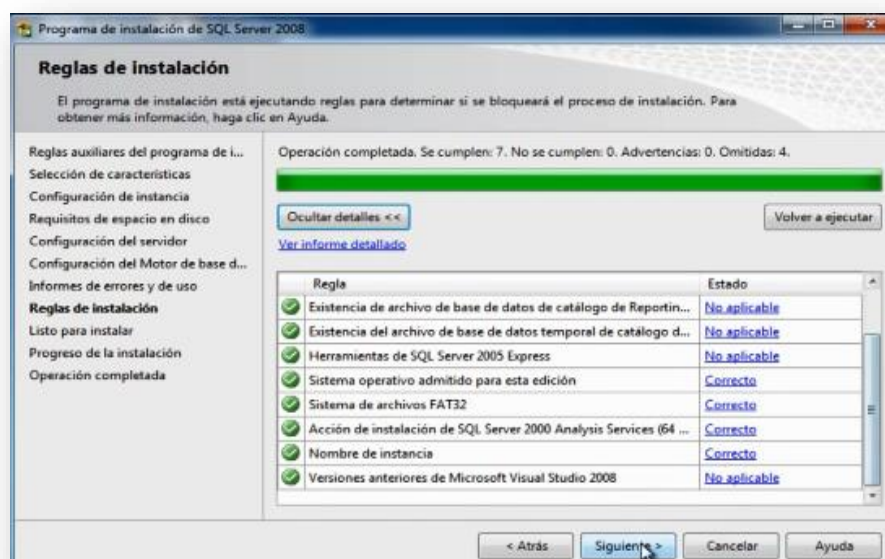 Programa de instalación de SQL Server 2008
Reglas de instalación
El programa de instalación está ejecutando reglas para determinar si se bloqueará el proceso de instalación. Para
obtener más información, haga clic en Ayuda.
Reglas auxiliares del programa de i...
Selección de características
Configuración de instancia
Requisitos de espacio en disco
Configuración del servidor
Configuración del Motor de base d...
Informes de errores y de uso
Reglas de instalación
Listo para instalar
Progreso de la instalación
Operación completada
Operación completada. Se cumplen: 7. No se cumplen: 0. Advertencias: 0. Omitidas: 4.
Ocultar detalles <<
Volver a ejecutar
Ver informe detallado
Regla Estado
Existencia de archivo de base de datos de catálogo de Reportin... No aplicable
Existencia del archivo de base de datos temporal de catálogo d... No aplicable
Herramientas de SQL Server 2005 Express No aplicable
Sistema operativo admitido para esta edición Correcto
Sistema de archivos FAT32 Correcto
Acción de instalación de SQL Server 2000 Analysis Services (64 ... Correcto
Nombre de instancia Correcto
Versiones anteriores de Microsoft Visual Studio 2008 No aplicable
< Atrás Siguiente > Cancelar Ayuda